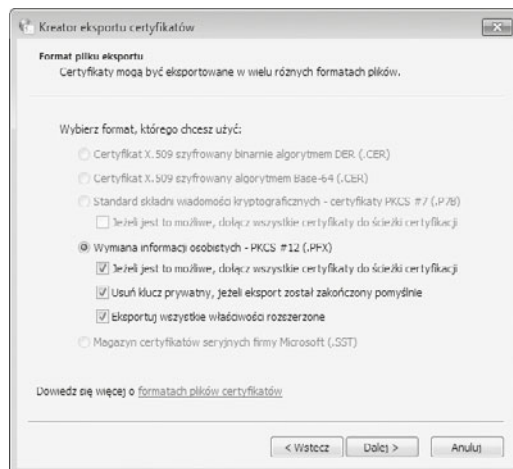 Kreator eksportu certyfikatów
Format pliku eksportu
Certyfikaty mogą być eksportowane w wielu różnych formatach plików.
Wybierz format, którego chcesz użyć:
Certyfikat X.509 szyfrowany binarnie algorytmem DER (.CER)
Certyfikat X.509 szyfrowany algorytmem Base-64 (.CER)
Standard składni wiadomości kryptograficznych - certyfikaty PKCS #7 (.P7B)
Jeżeli jest to możliwe, dołącz wszystkie certyfikaty do ścieżki certyfikacji
Wymiana informacji osobistych - PKCS #12 (.PFX)
Jeżeli jest to możliwe, dołącz wszystkie certyfikaty do ścieżki certyfikacji
Usuń klucz prywatny, jeżeli eksport został zakończony pomyślnie
Eksportuj wszystkie właściwości rozszerzone
Magazyn certyfikatów seryjnych firmy Microsoft (.SST)
Dowiedz się więcej o formatach plików certyfikatów
< Wstecz Dalej > Anuluj